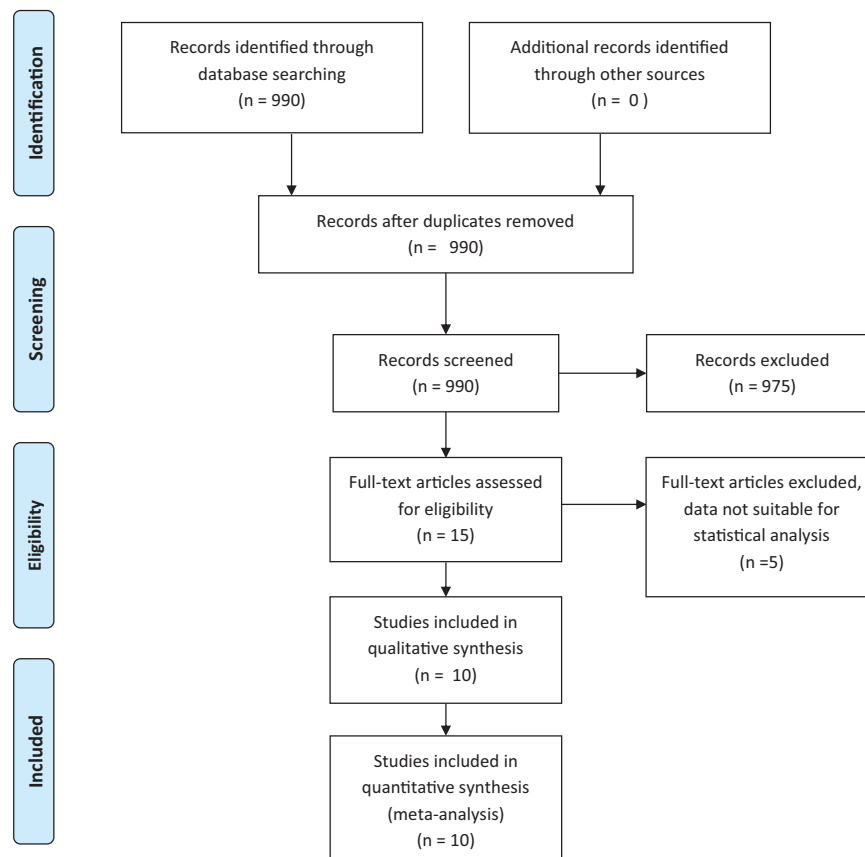 Identification
Records identified through
database searching
(n = 990)
Additional records identified
through other sources
(n = 0 )
Records after duplicates removed
(n = 990)
Screening
Records screened
(n = 990)
Records excluded
(n = 975)
Eligibility
Full-text articles assessed
for eligibility
(n = 15)
Full-text articles excluded,
data not suitable for
statistical analysis
(n =5)
Studies included in
qualitative synthesis
(n = 10)
Included
Studies included in
quantitative synthesis
(meta-analysis)
(n = 10)